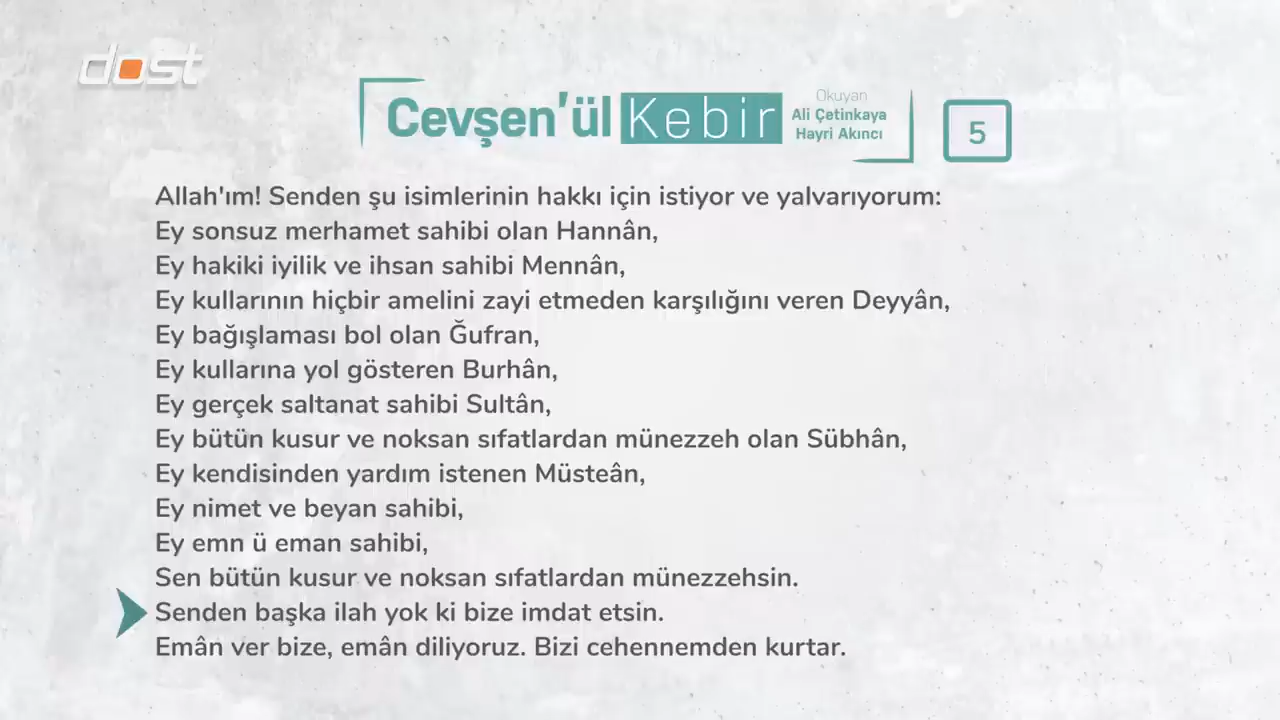 dost
Cevşen'ül Kebir
Okuyan
Ali Çetinkaya
Hayri Akıncı
5
Allah'ım! Senden şu isimlerinin hakkı için istiyor ve yalvarıyorum:
Ey sonsuz merhamet sahibi olan Hannân,
Ey hakiki iyilik ve ihsan sahibi Mennân,
Ey kullarının hiçbir amelini zayi etmeden karşılığını veren Deyyân,
Ey bağışlaması bol olan Ğufran,
Ey kullarına yol gösteren Burhân,
Ey gerçek saltanat sahibi Sultân,
Ey bütün kusur ve noksan sıfatlardan münezzeh olan Sübhân,
Ey kendisinden yardım istenen Müsteân,
Ey nimet ve beyan sahibi,
Ey emn ü eman sahibi,
Sen bütün kusur ve noksan sıfatlardan münezzehsin.
Senden başka ilah yok ki bize imdat etsin.
Emân ver bize, emân diliyoruz. Bizi cehennemden kurtar.